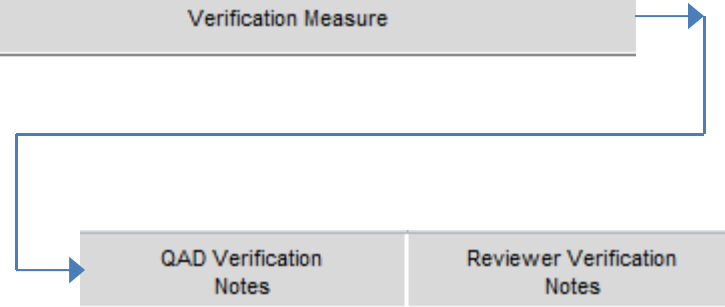 Verification Measure
QAD Verification
Notes
Reviewer Verification
Notes